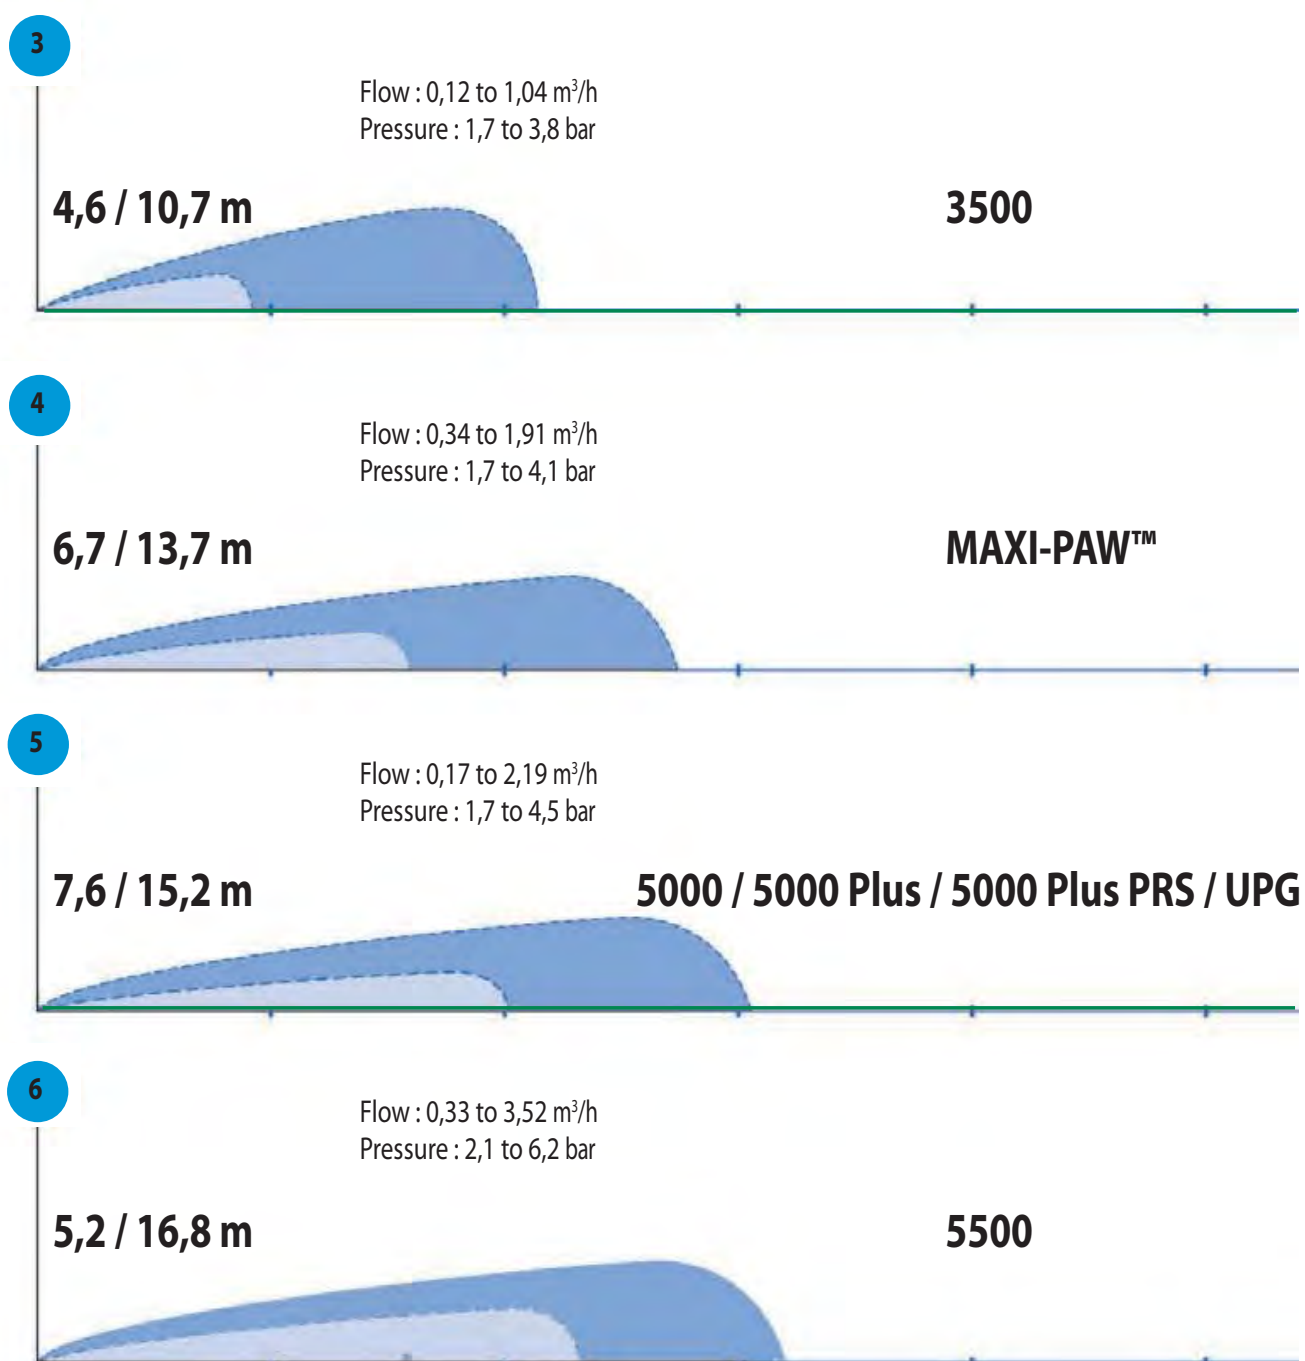 3
Flow : 0,12 to 1,04 m³/h
Pressure : 1,7 to 3,8 bar
4,6 / 10,7 m
3500
4
Flow : 0,34 to 1,91 m³/h
Pressure : 1,7 to 4,1 bar
6,7 / 13,7 m
MAXI-PAW™
5
Flow : 0,17 to 2,19 m³/h
Pressure : 1,7 to 4,5 bar
7,6 / 15,2 m
5000 / 5000 Plus / 5000 Plus PRS / UPG
6
Flow : 0,33 to 3,52 m³/h
Pressure : 2,1 to 6,2 bar
5,2 / 16,8 m
5500